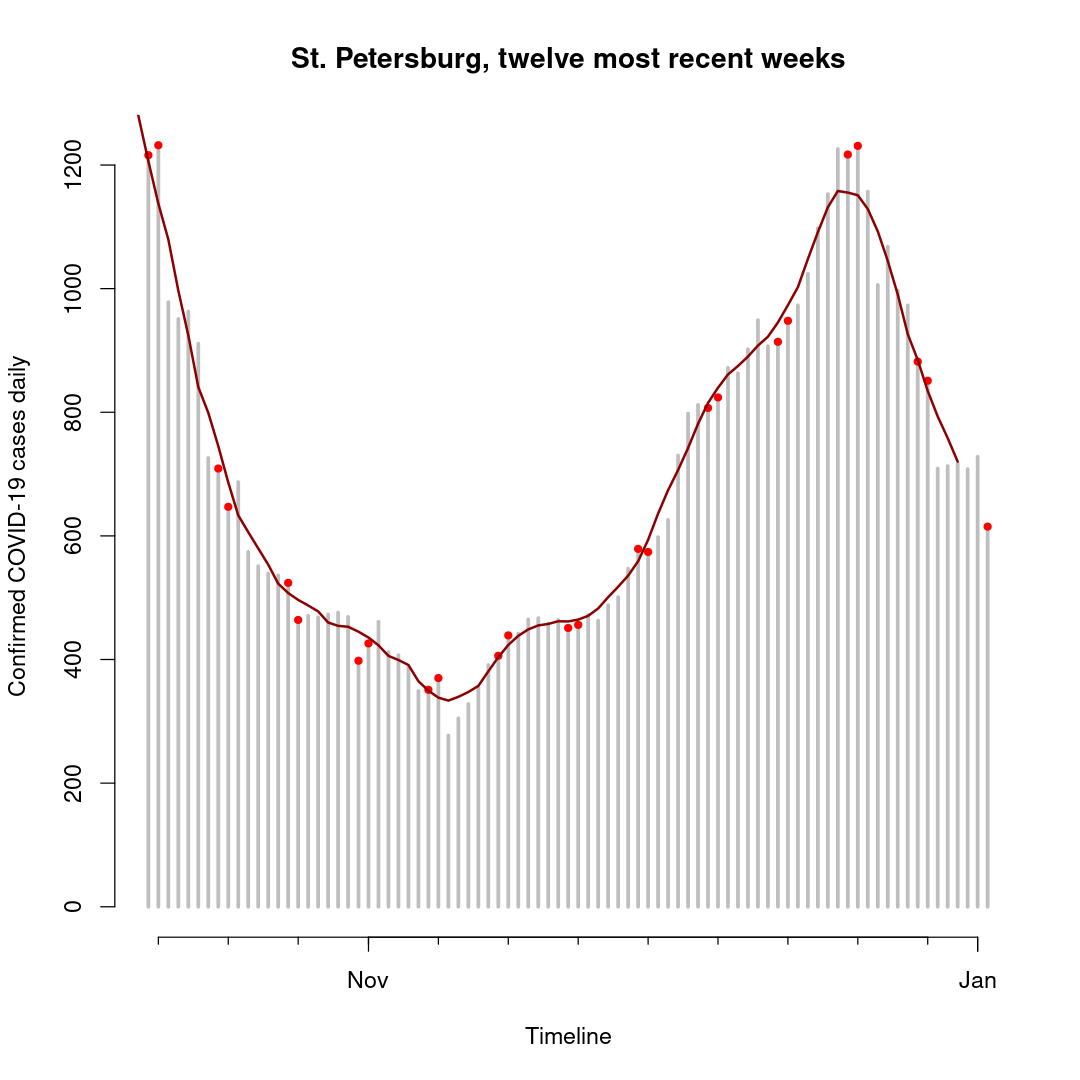 St. Petersburg, twelve most recent weeks
Confirmed COVID-19 cases daily
1200
1000
800
600
400
200
0
Nov
Jan
Timeline